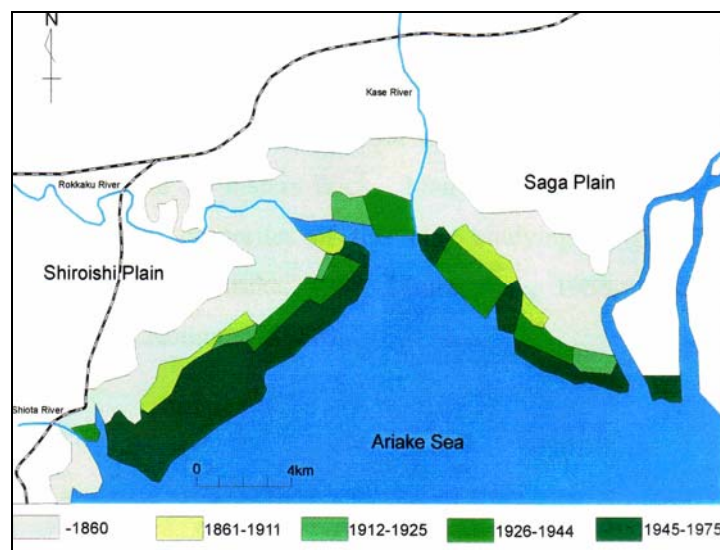 N
Kase River
Rokkaku River
Saga Plain
Shiroishi Plain
Shiota River
Ariake Sea
0 4km
-1860 1861-1911 1912-1925 1926-1944 1945-1975